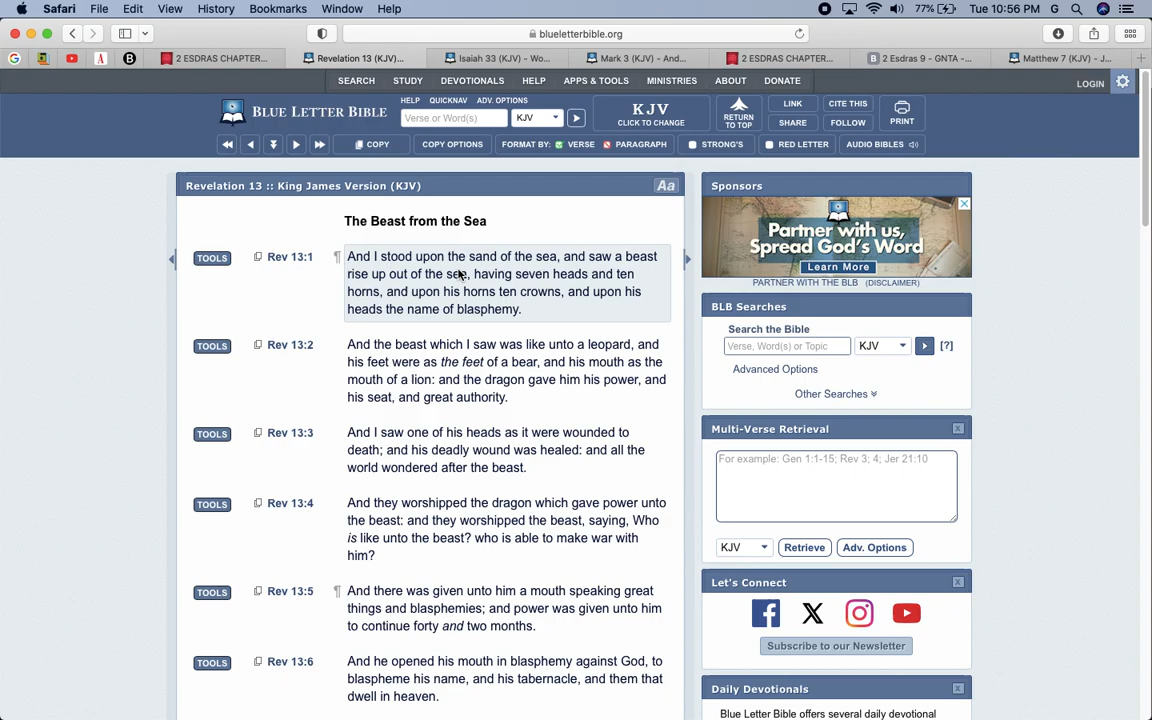 Safari File Edit View History Bookmarks Window Help 77% Tue 10:56 PM G
blueletterbible.org
2 ESDRAS CHAPTER... Revelation 13 (KJV)... Isaiah 33 (KJV) - Wo... Mark 3 (KJV) - And... 2 ESDRAS CHAPTER... 2 Esdras 9 - GNTA -... Matthew 7 (KJV) - J...
SEARCH STUDY DEVOTIONALS HELP APPS & TOOLS MINISTRIES ABOUT DONATE LOGIN
BLUE LETTER BIBLE
HELP QUICKNAV ADV. OPTIONS
Verse or Word(s) KJV
KJV
CLICK TO CHANGE
RETURN
TO TOP
LINK CITE THIS
SHARE FOLLOW
PRINT
COPY COPY OPTIONS FORMAT BY: VERSE PARAGRAPH STRONG'S RED LETTER AUDIO BIBLES
Revelation 13 :: King James Version (KJV) Aa
The Beast from the Sea
TOOLS Rev 13:1 ¶ And I stood upon the sand of the sea, and saw a beast
rise up out of the sea, having seven heads and ten
horns, and upon his horns ten crowns, and upon his
heads the name of blasphemy.
TOOLS Rev 13:2 And the beast which I saw was like unto a leopard, and
his feet were as the feet of a bear, and his mouth as the
mouth of a lion: and the dragon gave him his power, and
his seat, and great authority.
TOOLS Rev 13:3 And I saw one of his heads as it were wounded to
death; and his deadly wound was healed: and all the
world wondered after the beast.
TOOLS Rev 13:4 And they worshipped the dragon which gave power unto
the beast: and they worshipped the beast, saying, Who
is like unto the beast? who is able to make war with
him?
TOOLS Rev 13:5 ¶ And there was given unto him a mouth speaking great
things and blasphemies; and power was given unto him
to continue forty and two months.
TOOLS Rev 13:6 And he opened his mouth in blasphemy against God, to
blaspheme his name, and his tabernacle, and them that
dwell in heaven.
Sponsors
Partner with us,
Spread God's Word
Learn More
PARTNER WITH THE BLB (DISCLAIMER)
BLB Searches
Search the Bible
Verse, Word(s) or Topic KJV [?]
Advanced Options
Other Searches
Multi-Verse Retrieval X
For example: Gen 1:1-15; Rev 3; 4; Jer 21:10
KJV Retrieve Adv. Options
Let's Connect X
Subscribe to our Newsletter
Daily Devotionals X
Blue Letter Bible offers several daily devotional